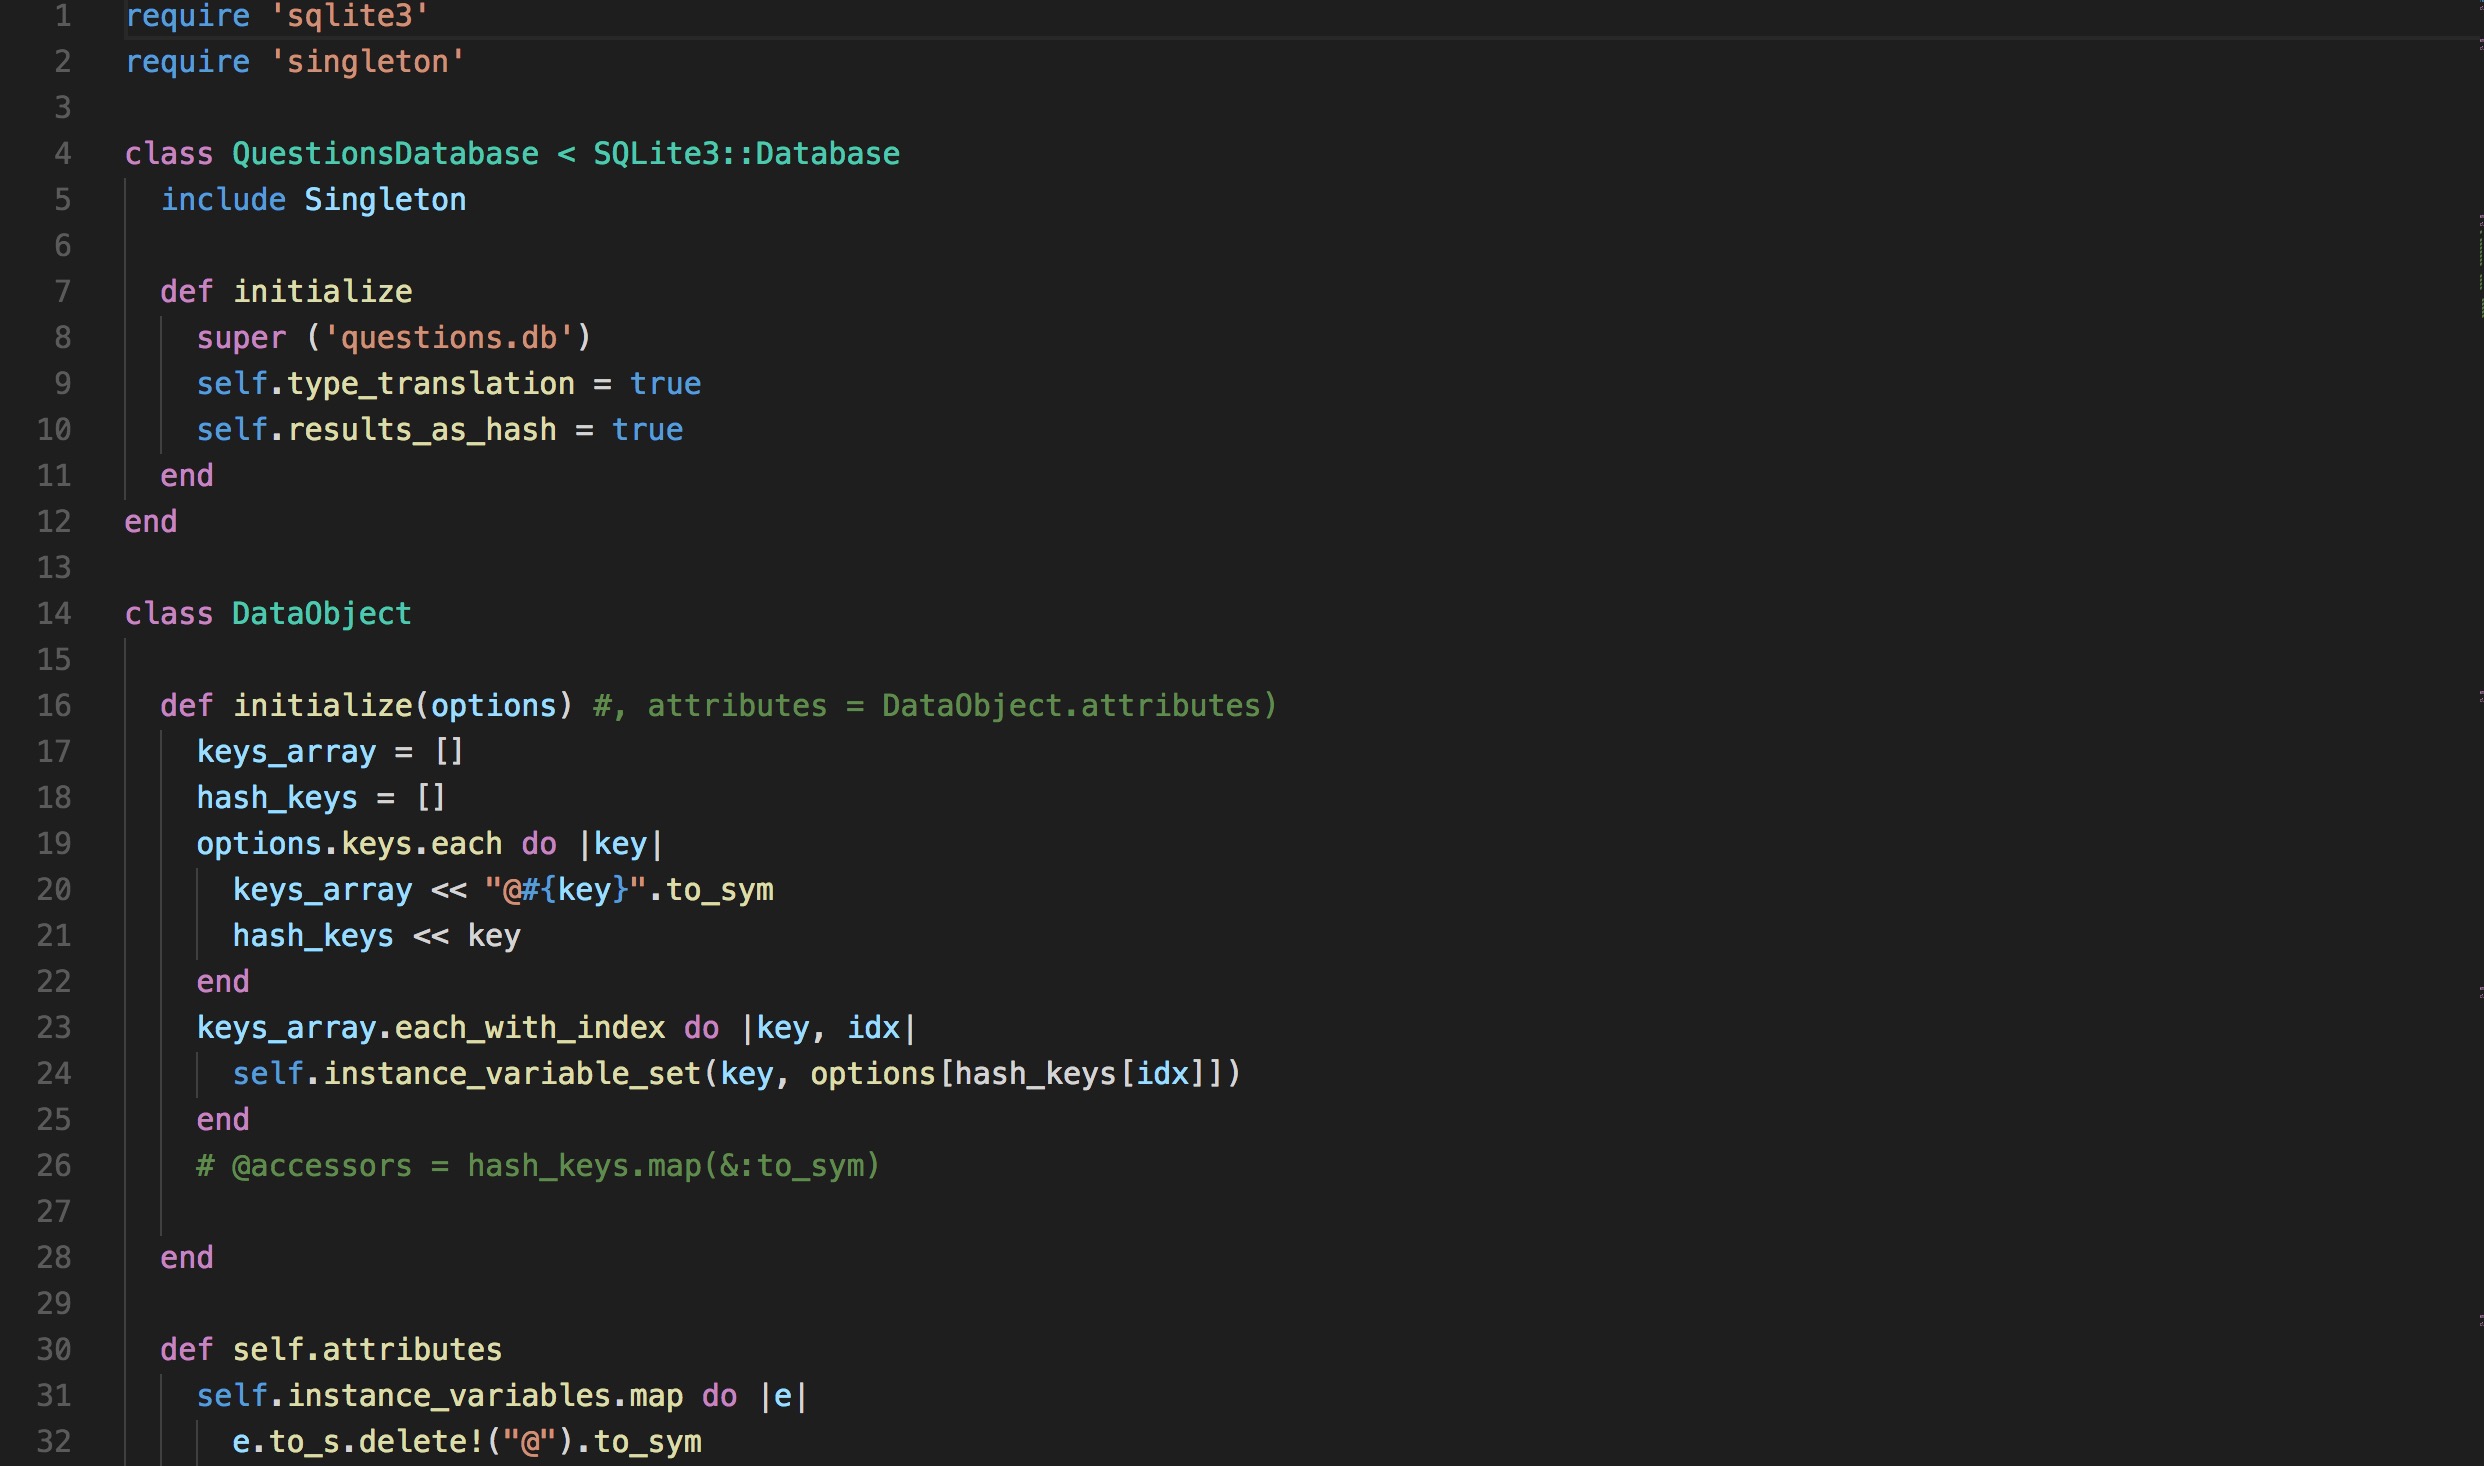 1 require 'sqlite3'
2 require 'singleton'
3
4 class QuestionsDatabase < SQLite3::Database
5   include Singleton
6
7   def initialize
8     super ('questions.db')
9     self.type_translation = true
10     self.results_as_hash = true
11   end
12 end
13
14 class DataObject
15
16   def initialize(options) #, attributes = DataObject.attributes)
17     keys_array = []
18     hash_keys = []
19     options.keys.each do |key|
20       keys_array << "@#{key}".to_sym
21       hash_keys << key
22     end
23     keys_array.each_with_index do |key, idx|
24       self.instance_variable_set(key, options[hash_keys[idx]])
25     end
26     # @accessors = hash_keys.map(&:to_sym)
27
28   end
29
30   def self.attributes
31     self.instance_variables.map do |e|
32       e.to_s.delete!("@").to_sym